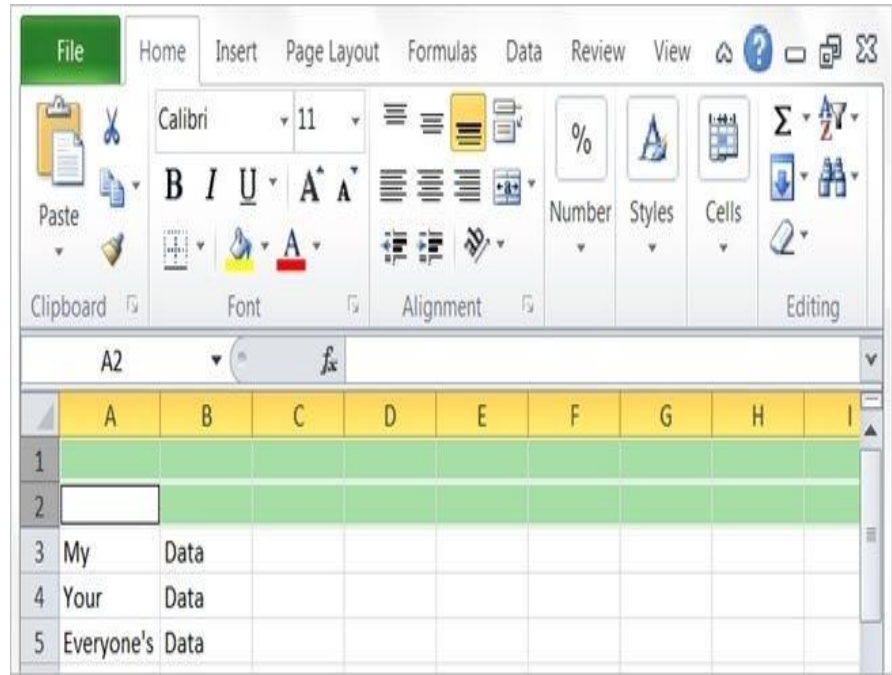 File Home Insert Page Layout Formulas Data Review View ?
Calibri 11 Σ A Z
Paste B I U A A a % A Number Styles Cells
A
Clipboard Font Alignment Editing
A2 fx
A B C D E F G H I
1
2
3 My Data
4 Your Data
5 Everyone's Data